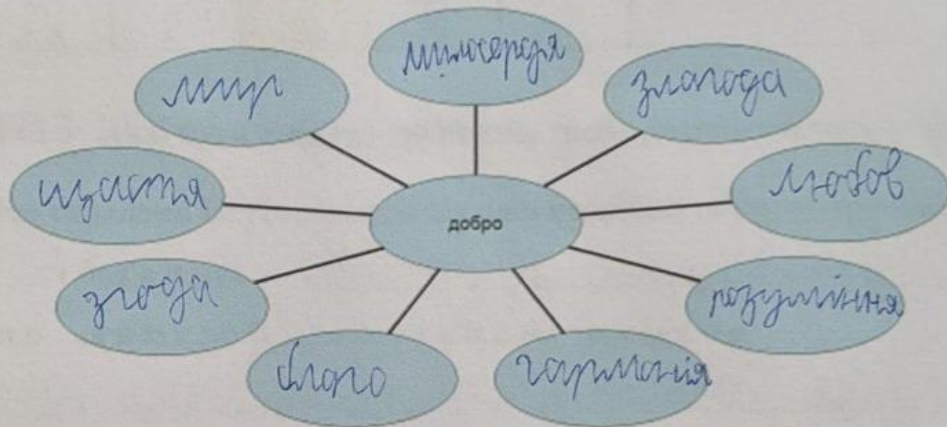 милосердя
мир
злагода
щастя
любов
добро
згода
розуміння
благо
гармонія